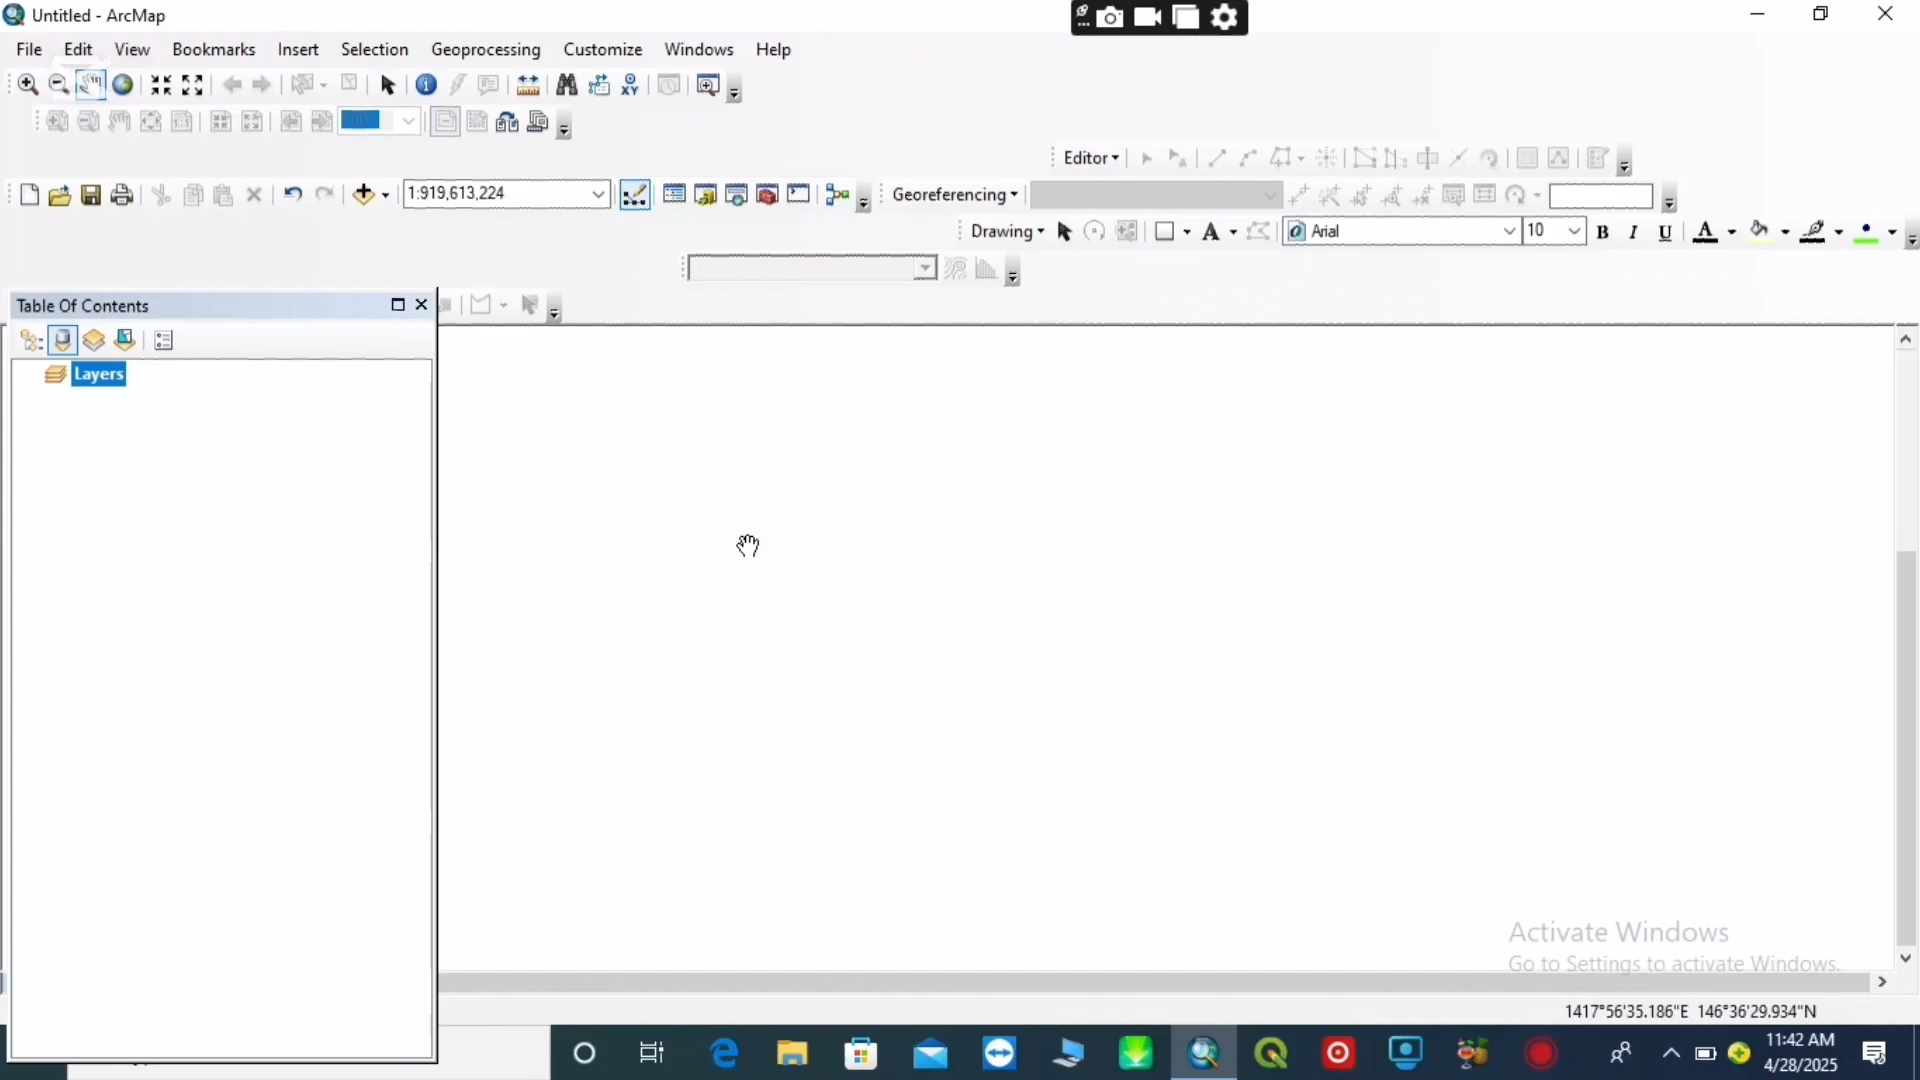 Untitled - ArcMap
File Edit View Bookmarks Insert Selection Geoprocessing Customize Windows Help
XY
Editor
1:919,613,224
Georeferencing
Drawing A Arial 10 B I U A
Table Of Contents
Layers
Activate Windows
Go to Settings to activate Windows.
1417°56'35.186"E 146°36'29.934"N
11:42 AM
4/28/2025